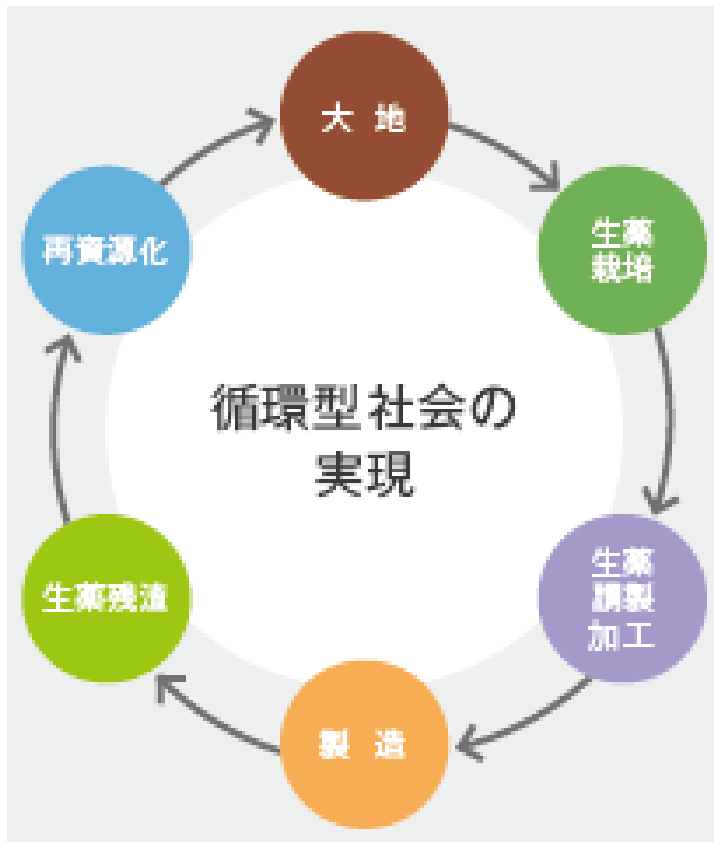 大地
生薬
栽培
生薬
調製
加工
製造
生薬残渣
再資源化
循環型社会の
実現